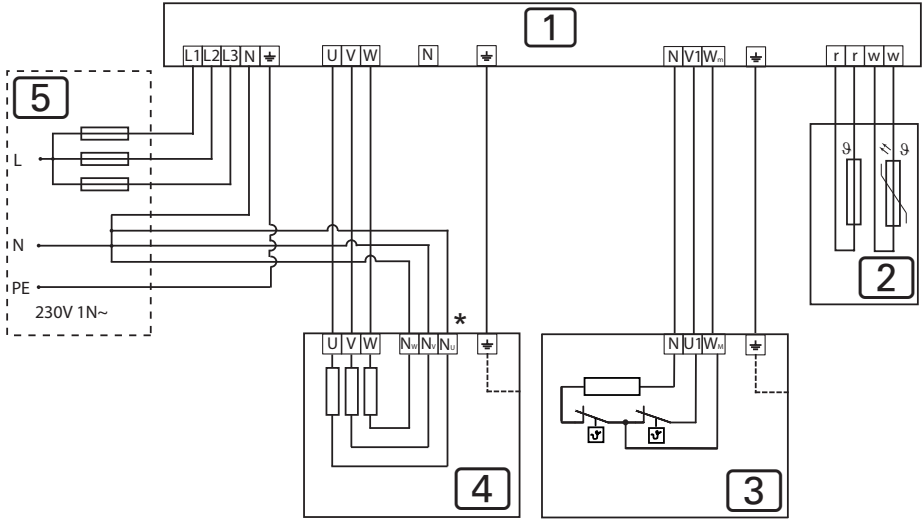 1
L1 L2 L3 N U V W N N V1 Wm r r w w
5
L
ϑ ϑ
N
2
PE
230V 1N~
*
U V W NW NV NU N U1 WM
ϑ ϑ
4
3